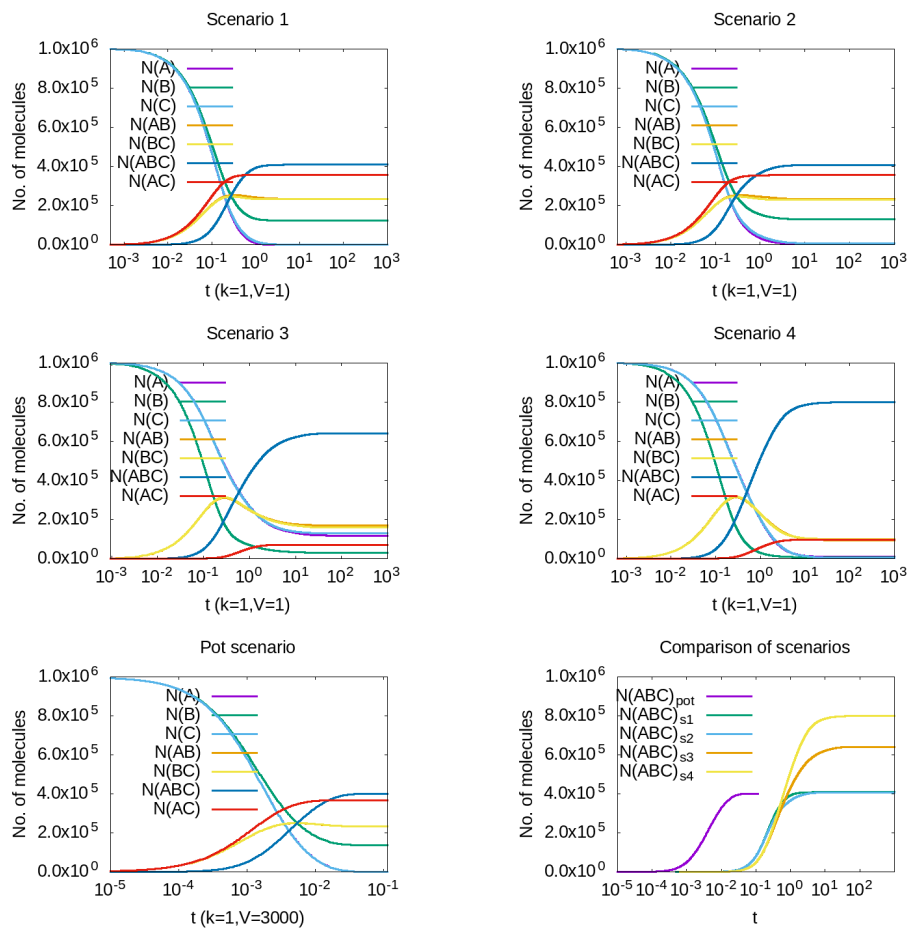 Scenario 1
No. of molecules
1.0x10^6
8.0x10^5
6.0x10^5
4.0x10^5
2.0x10^5
0.0x10^0
N(A)
N(B)
N(C)
N(AB)
N(BC)
N(ABC)
N(AC)
10^-3 10^-2 10^-1 10^0 10^1 10^2 10^3
t (k=1,V=1)
Scenario 2
No. of molecules
1.0x10^6
8.0x10^5
6.0x10^5
4.0x10^5
2.0x10^5
0.0x10^0
N(A)
N(B)
N(C)
N(AB)
N(BC)
N(ABC)
N(AC)
10^-3 10^-2 10^-1 10^0 10^1 10^2 10^3
t (k=1,V=1)
Scenario 3
No. of molecules
1.0x10^6
8.0x10^5
6.0x10^5
4.0x10^5
2.0x10^5
0.0x10^0
N(A)
N(B)
N(C)
N(AB)
N(BC)
N(ABC)
N(AC)
10^-3 10^-2 10^-1 10^0 10^1 10^2 10^3
t (k=1,V=1)
Scenario 4
No. of molecules
1.0x10^6
8.0x10^5
6.0x10^5
4.0x10^5
2.0x10^5
0.0x10^0
N(A)
N(B)
N(C)
N(AB)
N(BC)
N(ABC)
N(AC)
10^-3 10^-2 10^-1 10^0 10^1 10^2 10^3
t (k=1,V=1)
Pot scenario
No. of molecules
1.0x10^6
8.0x10^5
6.0x10^5
4.0x10^5
2.0x10^5
0.0x10^0
N(A)
N(B)
N(C)
N(AB)
N(BC)
N(ABC)
N(AC)
10^-5 10^-4 10^-3 10^-2 10^-1
t (k=1,V=3000)
Comparison of scenarios
No. of molecules
1.0x10^6
8.0x10^5
6.0x10^5
4.0x10^5
2.0x10^5
0.0x10^0
N(ABC)_pot
N(ABC)_s1
N(ABC)_s2
N(ABC)_s3
N(ABC)_s4
10^-5 10^-4 10^-3 10^-2 10^-1 10^0 10^1 10^2
t